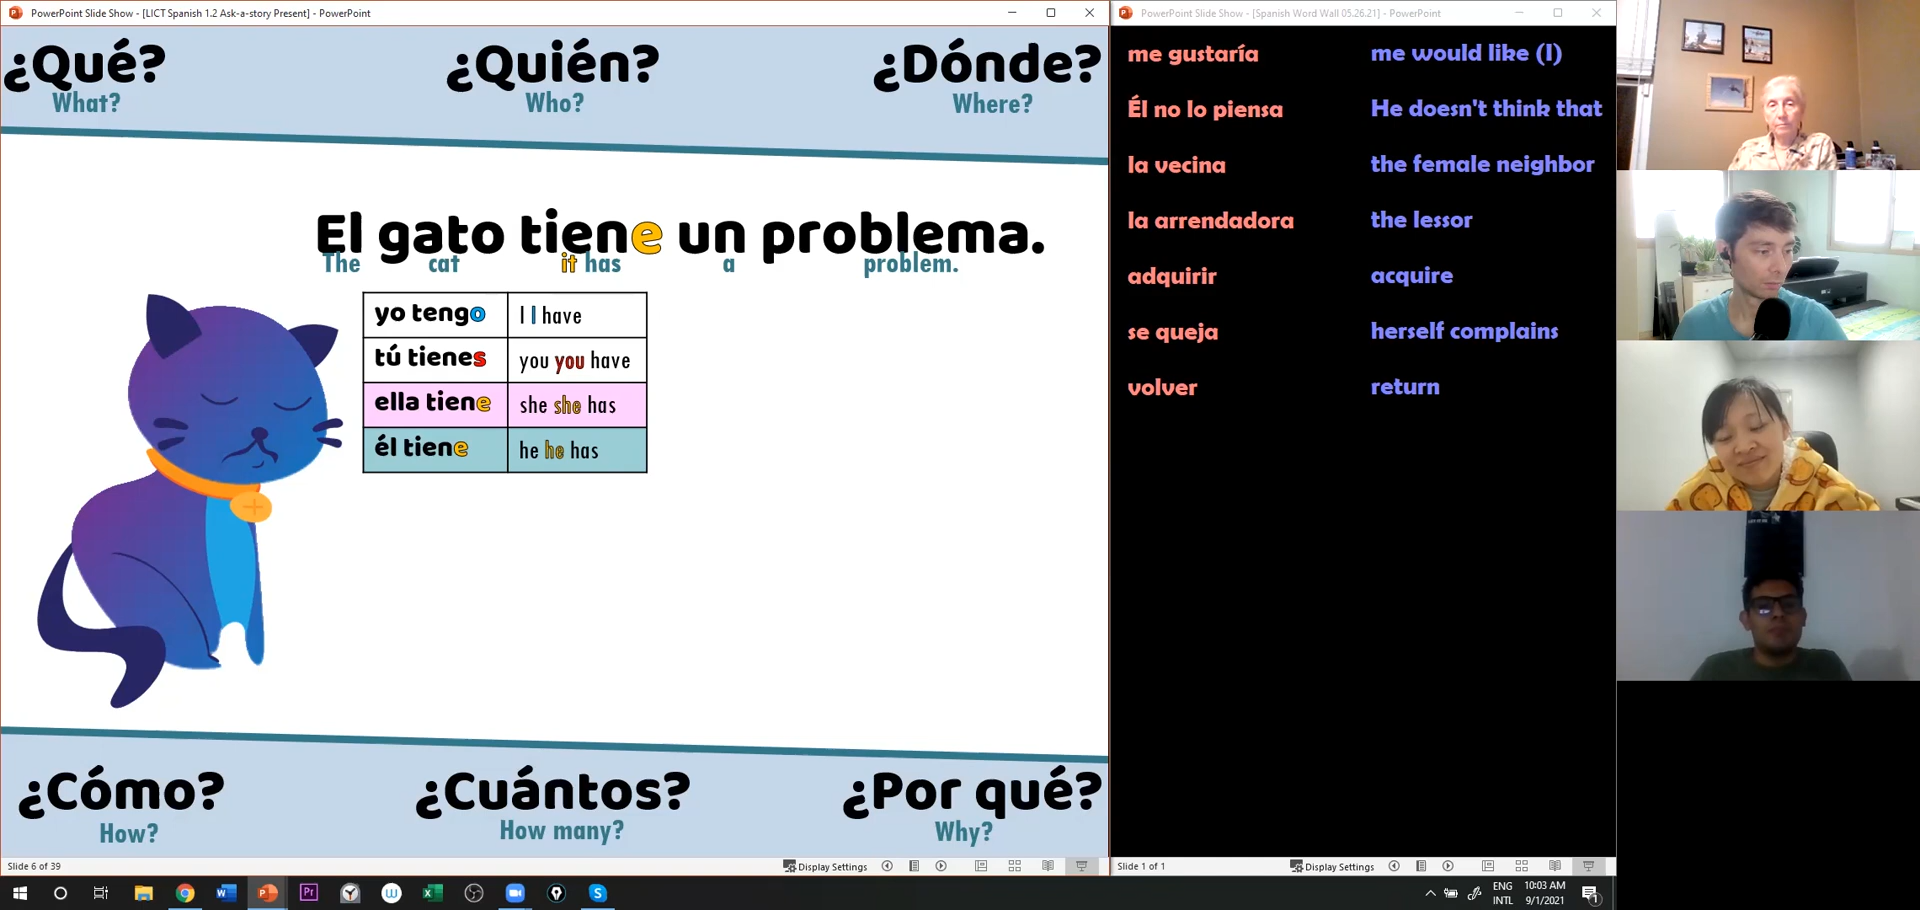 PowerPoint Slide Show - [LICT Spanish 1.2 Ask-a-story Present] - PowerPoint
¿Qué? ¿Quién? ¿Dónde?
What? Who? Where?
El gato tiene un problema.
The cat it has a problem.
yo tengo I I have
tú tienes you you have
ella tiene she she has
él tiene he he has
¿Cómo? ¿Cuántos? ¿Por qué?
How? How many? Why?
Slide 6 of 39 Display Settings
PowerPoint Slide Show - [Spanish Word Wall 05.26.21] - PowerPoint
me gustaría me would like (I)
Él no lo piensa He doesn't think that
la vecina the female neighbor
la arrendadora the lessor
adquirir acquire
se queja herself complains
volver return
Slide 1 of 1 Display Settings
ENG 10:03 AM
INTL 9/1/2021